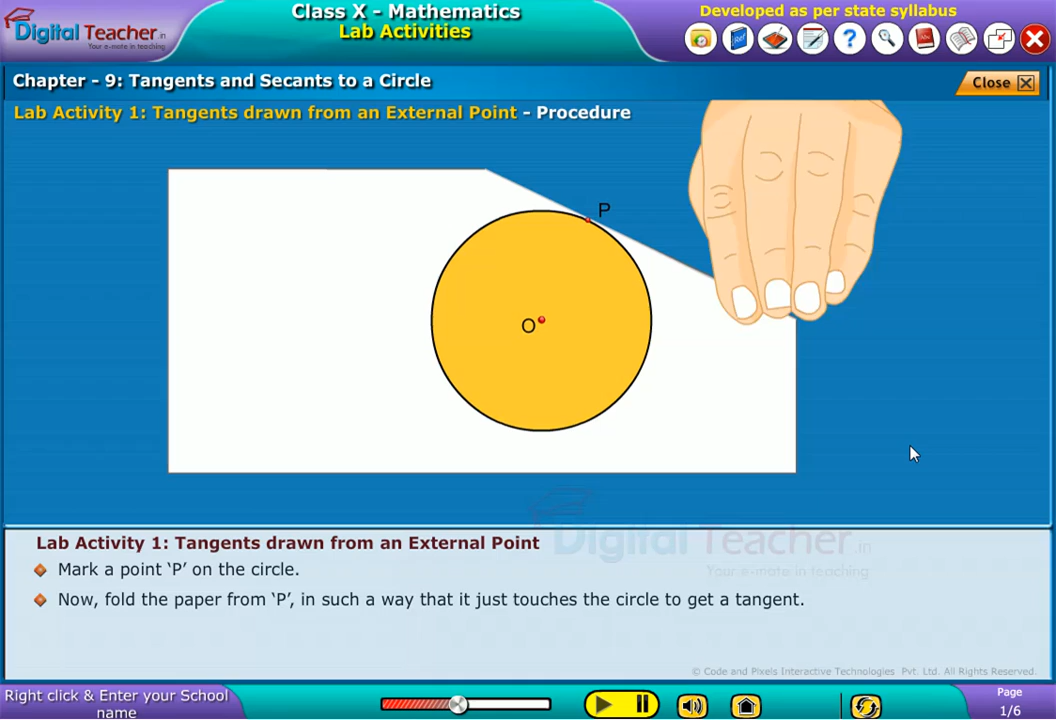 Digital Teacher.in
Your e-mate in teaching
Class X - Mathematics
Lab Activities
Developed as per state syllabus
Ref
?
ABC
Chapter - 9: Tangents and Secants to a Circle
Close
Lab Activity 1: Tangents drawn from an External Point - Procedure
P
O
Digital Teacher.in
Your e-mate in teaching
Lab Activity 1: Tangents drawn from an External Point
Mark a point ‘P’ on the circle.
Now, fold the paper from ‘P’, in such a way that it just touches the circle to get a tangent.
© Code and Pixels Interactive Technologies Pvt. Ltd. All Rights Reserved.
Right click & Enter your School
name
Page
1/6